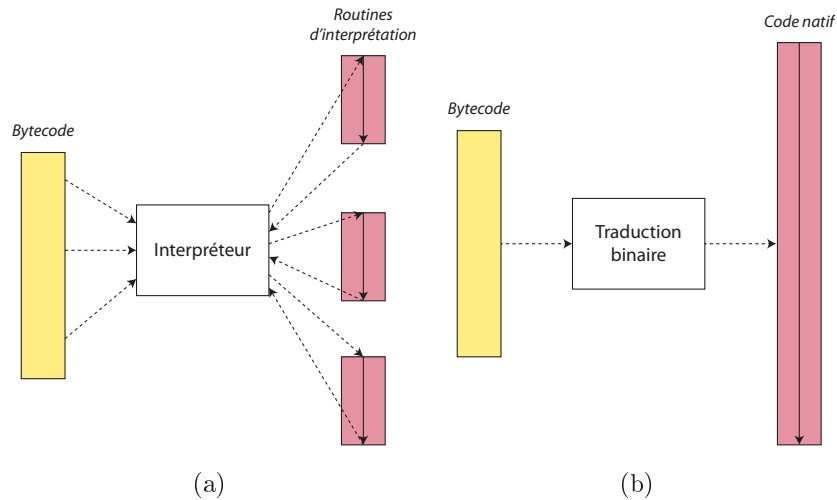 Routines
d'interprétation
Bytecode
Interpréteur
(a)
Code natif
Bytecode
Traduction
binaire
(b)